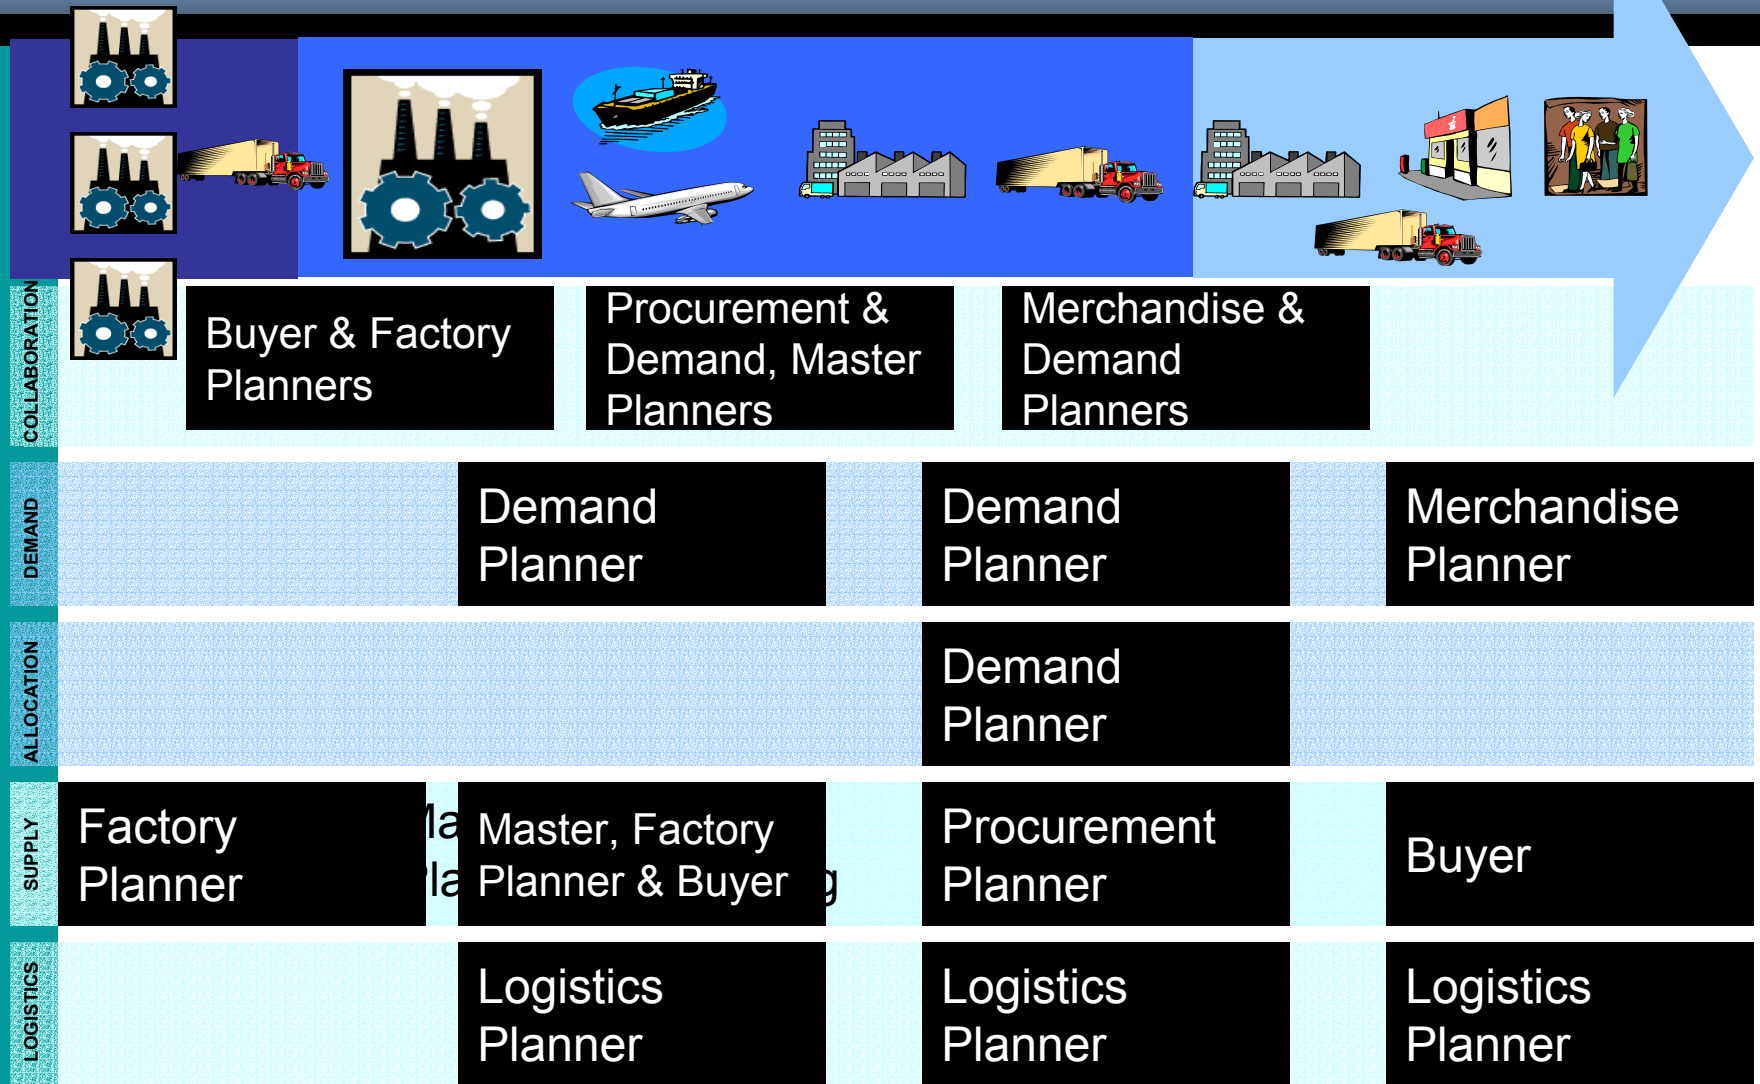 COLLABORATION
Buyer & Factory
Planners
Procurement &
Demand, Master
Planners
Merchandise &
Demand
Planners
DEMAND
Demand
Planner
Demand
Planner
Merchandise
Planner
ALLOCATION
Demand
Planner
SUPPLY
Factory
Planner
Master, Factory
Planner & Buyer
Procurement
Planner
Buyer
LOGISTICS
Logistics
Planner
Logistics
Planner
Logistics
Planner